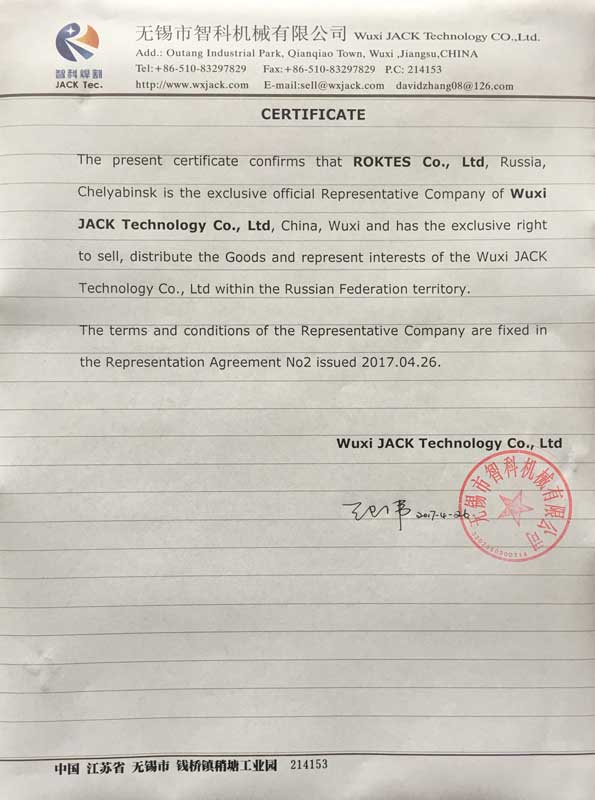 智科焊割
JACK Tec.
无锡市智科机械有限公司 Wuxi JACK Technology CO.,Ltd.
Add.: Outang Industrial Park, Qianqiao Town, Wuxi ,Jiangsu,CHINA
Tel:+86-510-83297829 Fax:+86-510-83297829 P.C: 214153
http://www.wxjack.com E-mail:sell@wxjack.com davidzhang08@126.com
CERTIFICATE
The present certificate confirms that ROKTES Co., Ltd, Russia,
Chelyabinsk is the exclusive official Representative Company of Wuxi
JACK Technology Co., Ltd, China, Wuxi and has the exclusive right
to sell, distribute the Goods and represent interests of the Wuxi JACK
Technology Co., Ltd within the Russian Federation territory.
The terms and conditions of the Representative Company are fixed in
the Representation Agreement No2 issued 2017.04.26.
Wuxi JACK Technology Co., Ltd
2017-4-26
无锡市智科机械有限公司
中国 江苏省 无锡市 钱桥镇稍塘工业园 214153